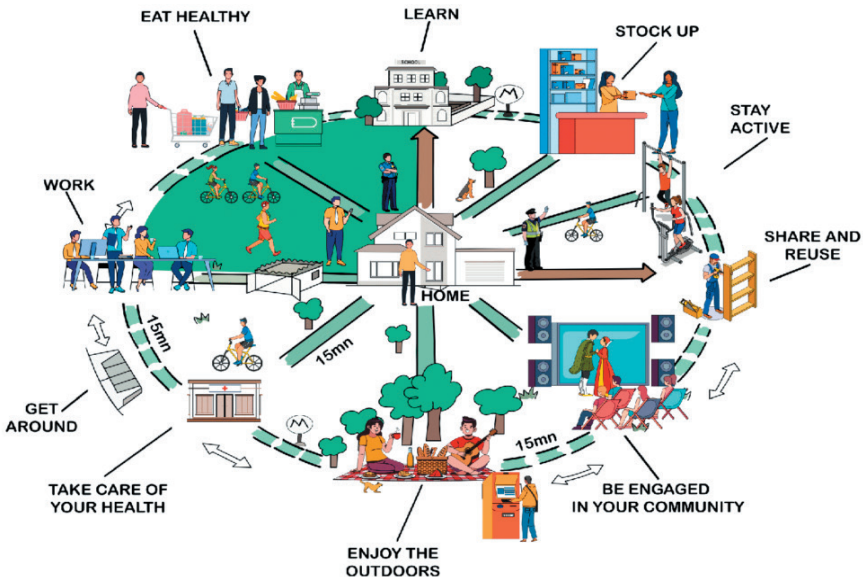 EAT HEALTHY
LEARN
STOCK UP
STAY
ACTIVE
SCHOOL
M
WORK
SHARE AND
REUSE
HOME
15mn
15mn
GET
AROUND
M
15mn
TAKE CARE OF
YOUR HEALTH
BE ENGAGED
IN YOUR COMMUNITY
ENJOY THE
OUTDOORS